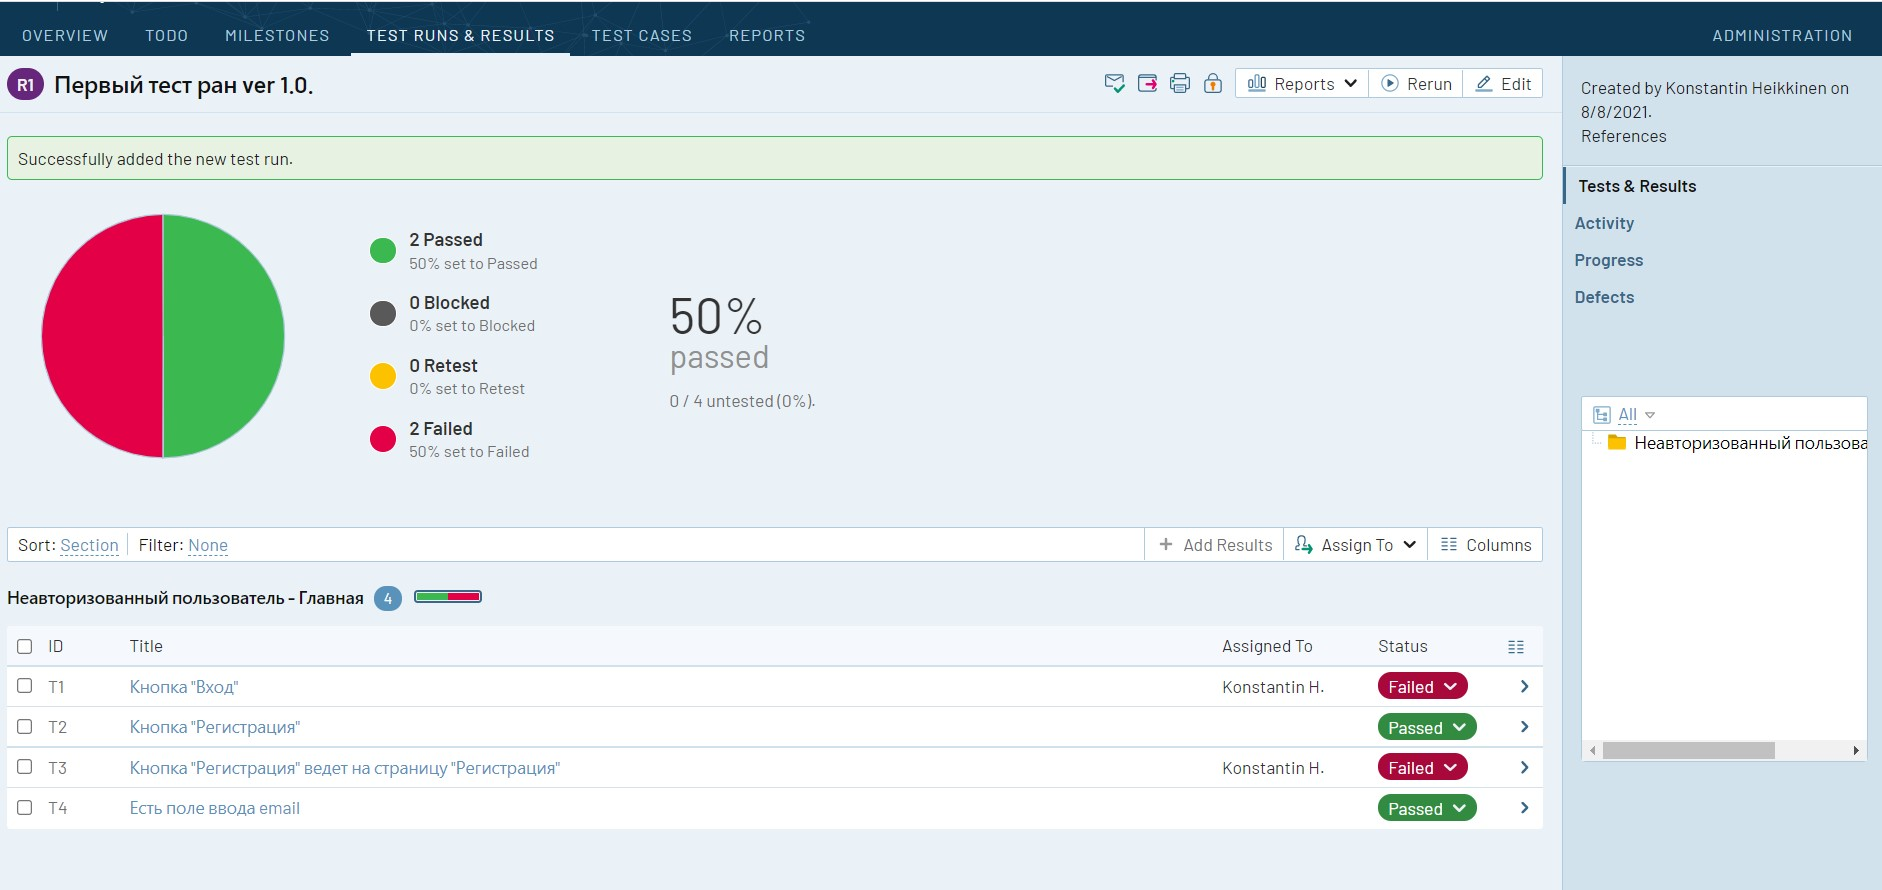 OVERVIEW TODO MILESTONES TEST RUNS & RESULTS TEST CASES REPORTS ADMINISTRATION
R1 Первый тест ран ver 1.0.
Reports Rerun Edit
Created by Konstantin Heikkinen on
8/8/2021.
References
Successfully added the new test run.
Tests & Results
Activity
Progress
Defects
2 Passed
50% set to Passed
0 Blocked
0% set to Blocked
0 Retest
0% set to Retest
2 Failed
50% set to Failed
50%
passed
0 / 4 untested (0%).
All
Неавторизованный пользова
Sort: Section Filter: None
Add Results Assign To Columns
Неавторизованный пользователь - Главная 4
ID Title Assigned To Status
T1 Кнопка "Вход" Konstantin H. Failed
T2 Кнопка "Регистрация" Passed
T3 Кнопка "Регистрация" ведет на страницу "Регистрация" Konstantin H. Failed
T4 Есть поле ввода email Passed